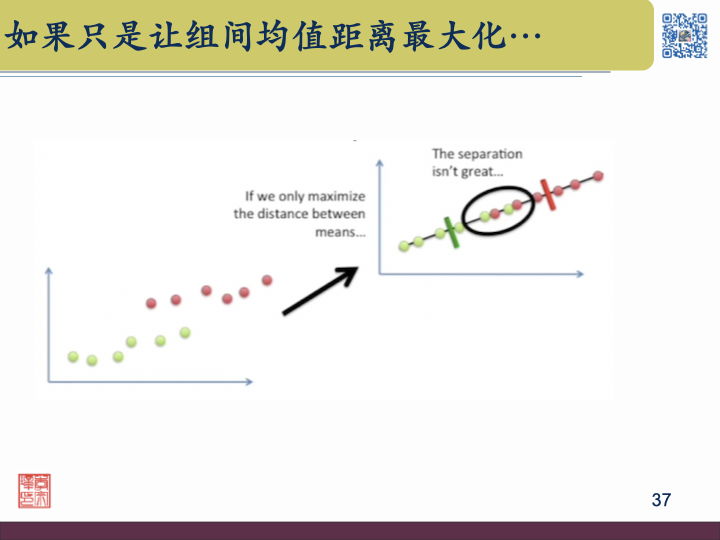 如果只是让组间均值距离最大化…
The separation
isn't great…
If we only maximize
the distance between
means…
37